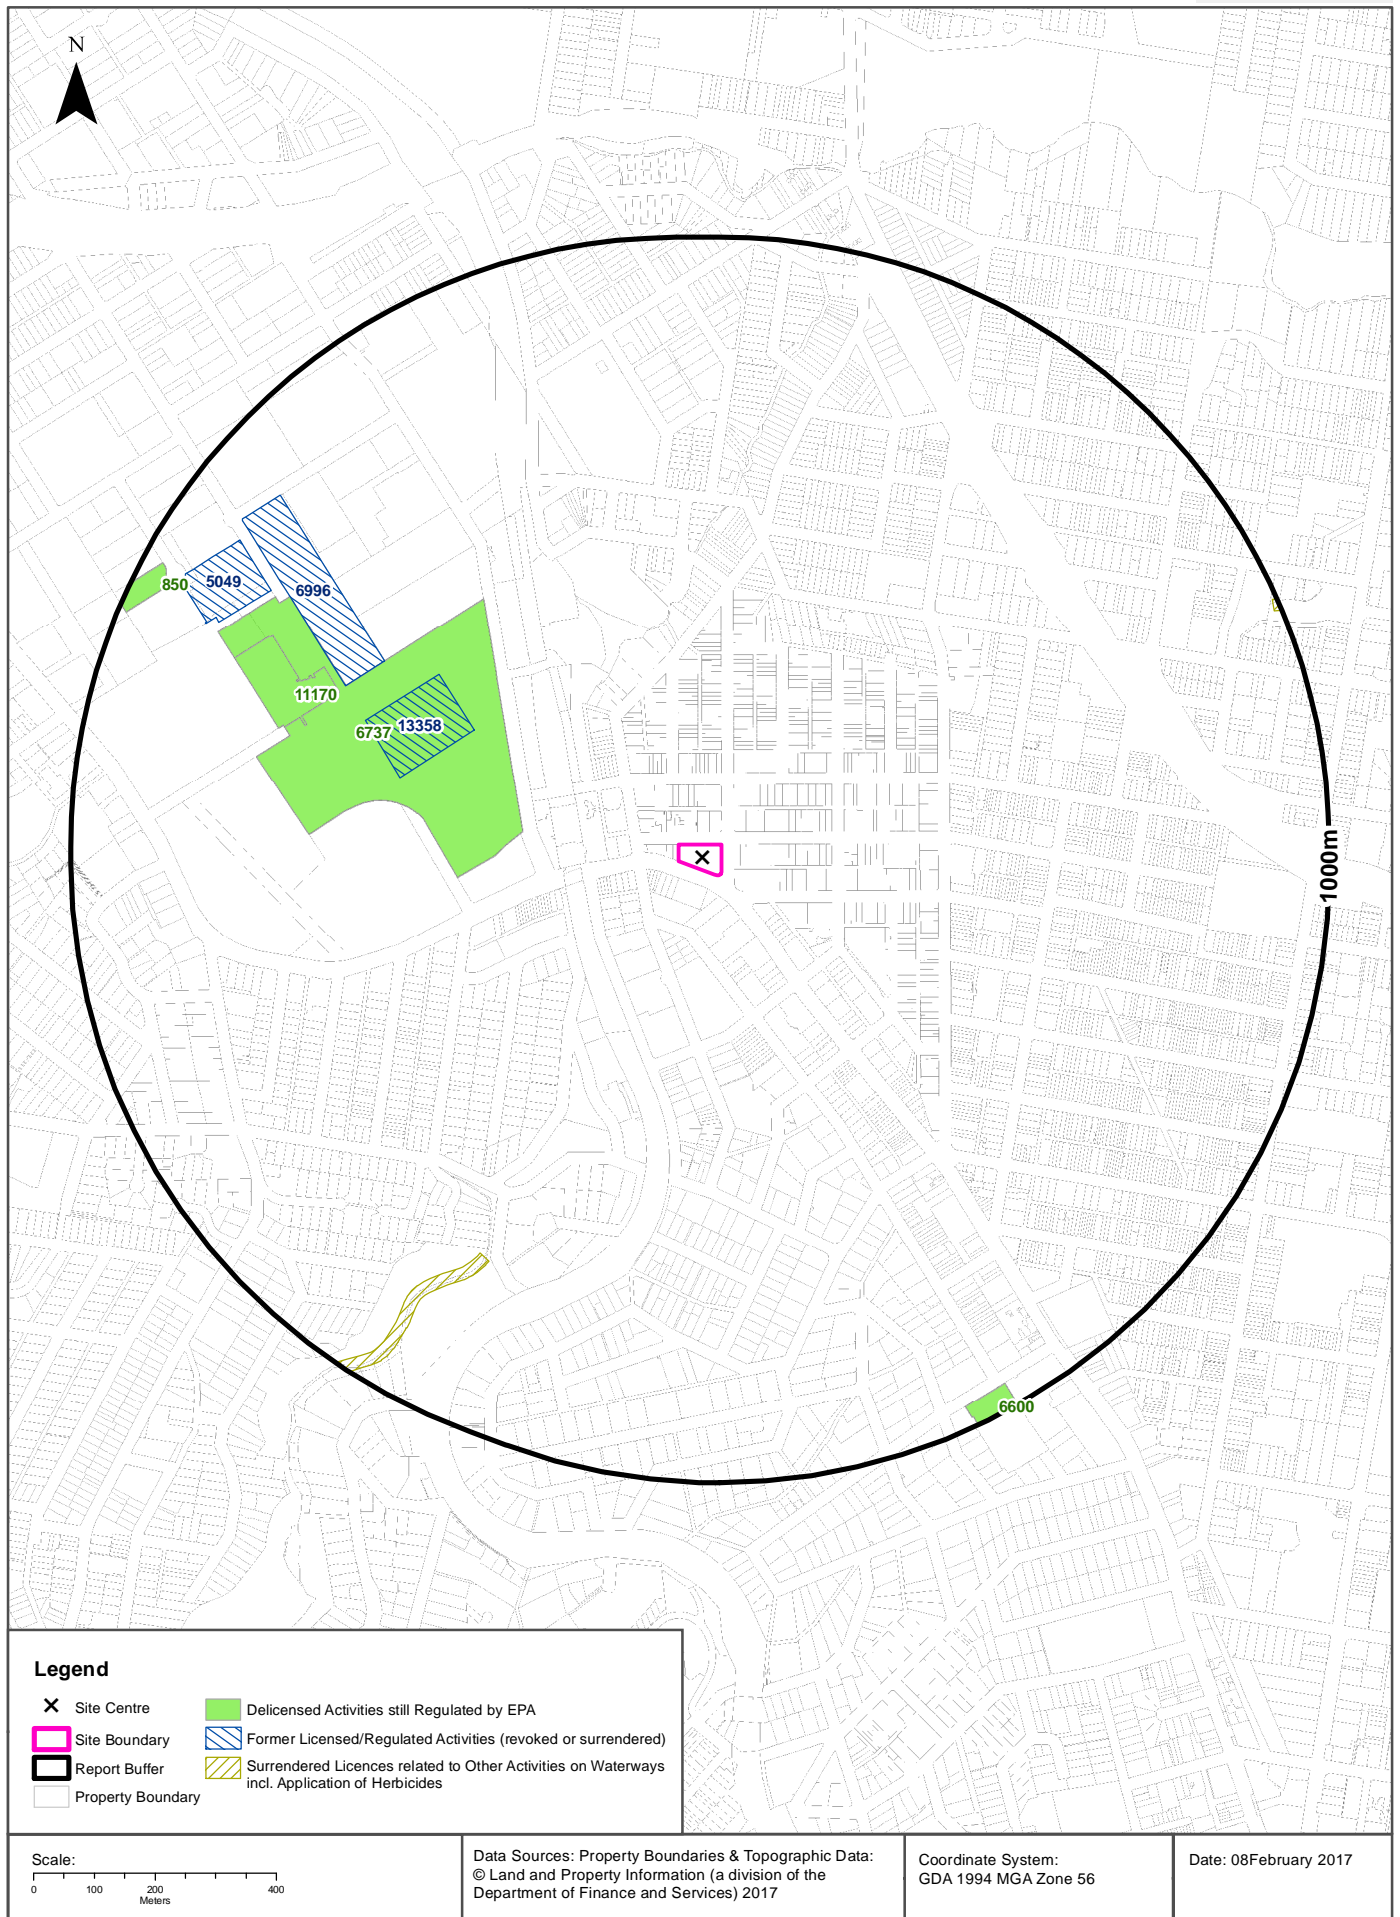 N
850
5049
6996
11170
6737
13358
1000m
6600
Legend
Site Centre
Site Boundary
Report Buffer
Property Boundary
Delicensed Activities still Regulated by EPA
Former Licensed/Regulated Activities (revoked or surrendered)
Surrendered Licences related to Other Activities on Waterways
incl. Application of Herbicides
Scale:
0 100 200 400
Meters
Data Sources: Property Boundaries & Topographic Data:
© Land and Property Information (a division of the
Department of Finance and Services) 2017
Coordinate System:
GDA 1994 MGA Zone 56
Date: 08February 2017